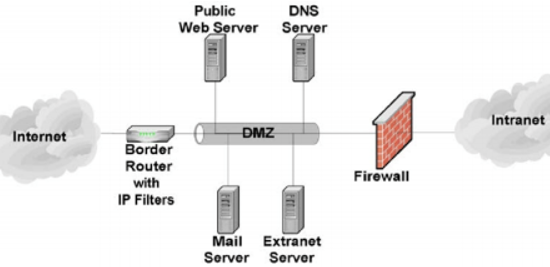 Public
Web Server
DNS
Server
Internet
DMZ
Intranet
Border
Router
with
IP Filters
Firewall
Mail
Server
Extranet
Server